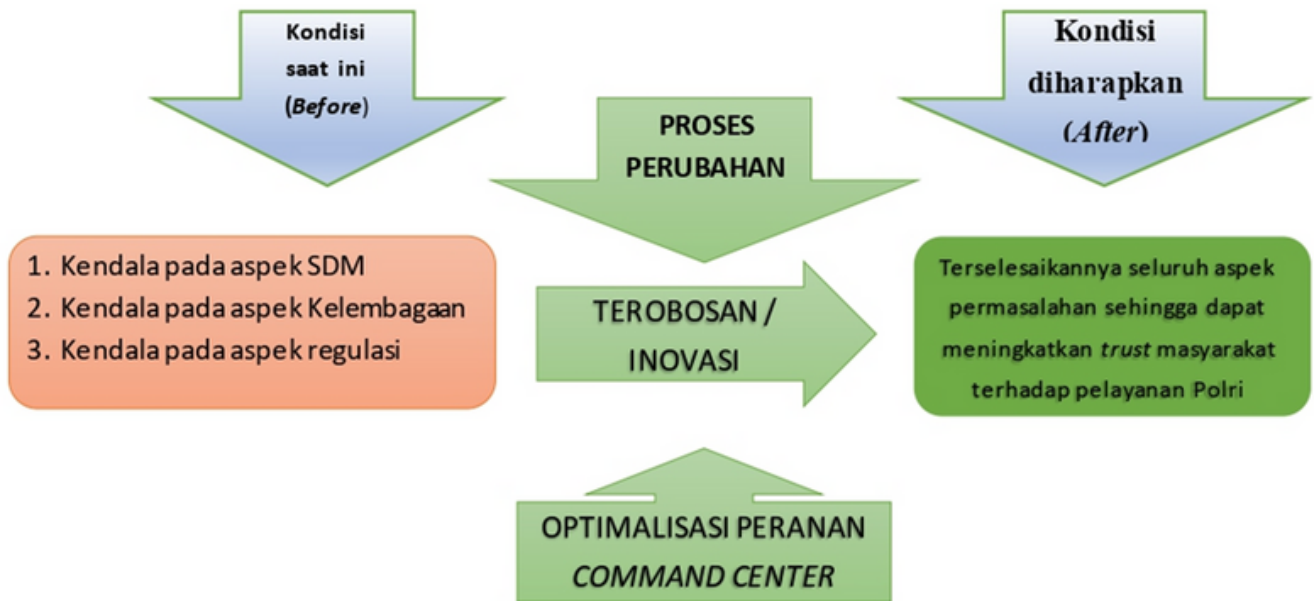 Kondisi
saat ini
(Before)
PROSES
PERUBAHAN
Kondisi
diharapkan
(After)
1. Kendala pada aspek SDM
2. Kendala pada aspek Kelembagaan
3. Kendala pada aspek regulasi
TEROBOSAN /
INOVASI
Terselesaikannya seluruh aspek
permasalahan sehingga dapat
meningkatkan trust masyarakat
terhadap pelayanan Polri
OPTIMALISASI PERANAN
COMMAND CENTER